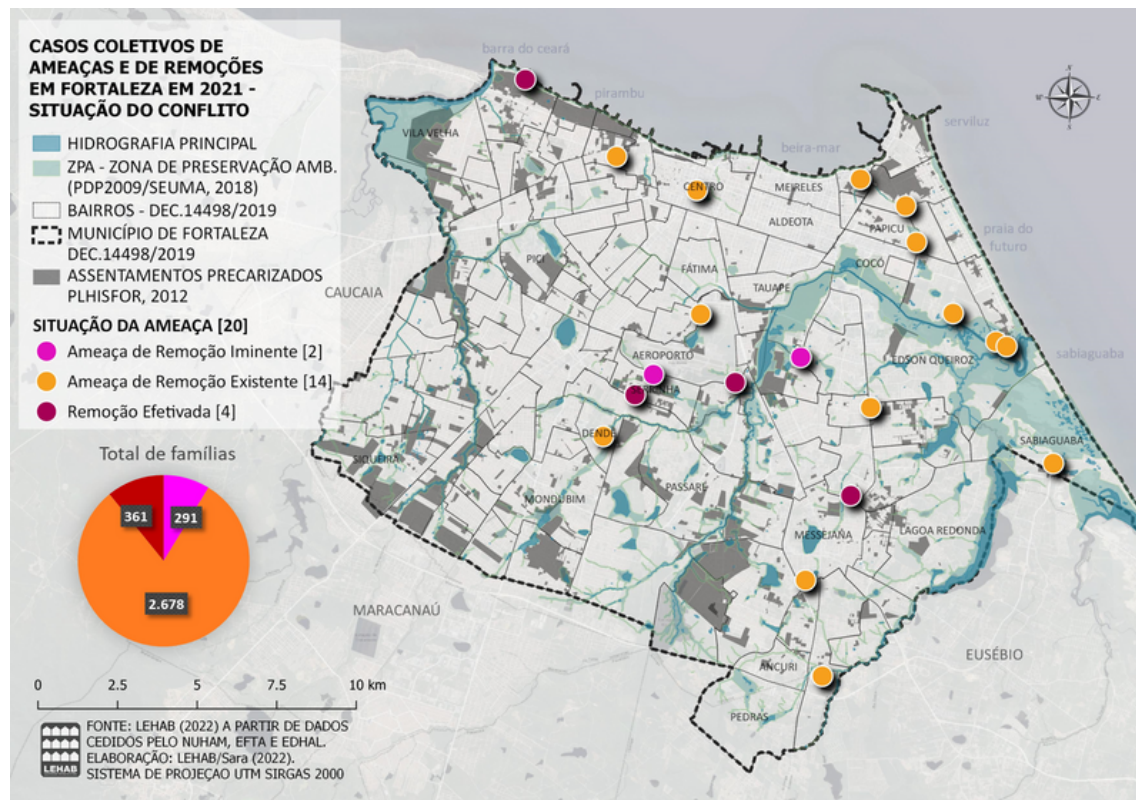 CASOS COLETIVOS DE
AMEAÇAS E DE REMOÇÕES
EM FORTALEZA EM 2021 -
SITUAÇÃO DO CONFLITO
HIDROGRAFIA PRINCIPAL
ZPA - ZONA DE PRESERVAÇÃO AMB.
(PDP2009/SEUMA, 2018)
BAIRROS - DEC.14498/2019
MUNICÍPIO DE FORTALEZA
DEC.14498/2019
ASSENTAMENTOS PRECARIZADOS
PLHISFOR, 2012
SITUAÇÃO DA AMEAÇA [20]
Ameaça de Remoção Iminente [2]
Ameaça de Remoção Existente [14]
Remoção Efetivada [4]
Total de famílias
361
291
2.678
0 2.5 5 7.5 10 km
LEHAB
FONTE: LEHAB (2022) A PARTIR DE DADOS
CEDIDOS PELO NUHAM, EFTA E EDHAL.
ELABORAÇÃO: LEHAB/Sara (2022).
SISTEMA DE PROJEÇAO UTM SIRGAS 2000
barra do ceará
pirambu
beira-mar
serviluz
praia do
futuro
sabiaguaba
VILA VELHA
CENTRO
MEIRELES
ALDEOTA
PAPICU
COCÓ
PICI
FÁTIMA
TAUAPE
CAUCAIA
AEROPORTO
SERRINHA
EDSON QUEIROZ
DENDÊ
SABIAGUABA
SIQUEIRA
MONDUBIM
PASSARÉ
MESSEJANA
LAGOA REDONDA
MARACANAÚ
EUSÉBIO
ANCURI
PEDRAS